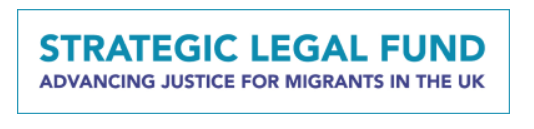 STRATEGIC LEGAL FUND
ADVANCING JUSTICE FOR MIGRANTS IN THE UK